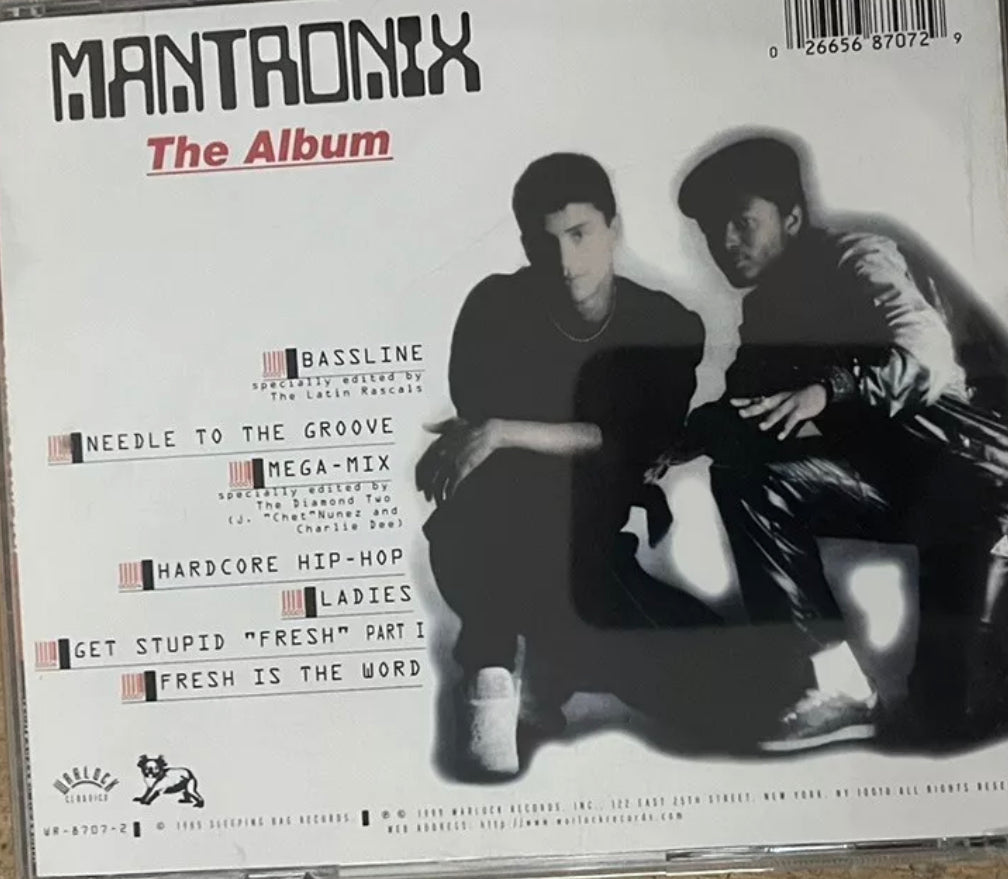 MANTRONIX
The Album
0 26656 87072 9
BASSLINE
specially edited by
The Latin Rascals
NEEDLE TO THE GROOVE
MEGA-MIX
specially edited by
The Diamond Two
(J. "Chet"Nunez and
Charlie Dee)
HARDCORE HIP-HOP
LADIES
GET STUPID "FRESH" PART I
FRESH IS THE WORD
WARLOCK
CLASSICS
WR-8707-2
© 1985 SLEEPING BAG RECORDS.
℗ © 1999 WARLOCK RECORDS, INC., 122 EAST 25TH STREET, NEW YORK, NY 10010 ALL RIGHTS RESE
WEB ADDRESS: http://www.warlockrecords.com